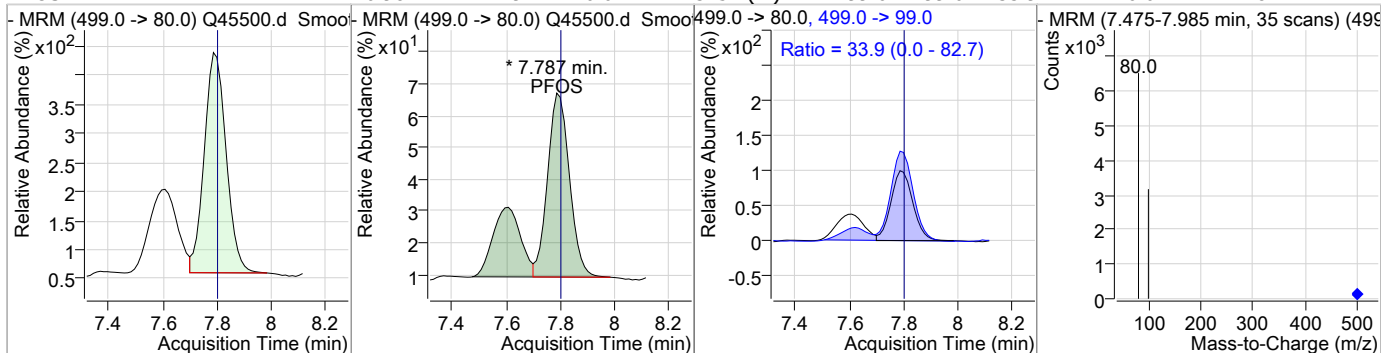 - MRM (499.0 -> 80.0) Q45500.d Smoo
Relative Abundance (%)
x10²
3.5
3
2.5
2
1.5
1
0.5
7.4 7.6 7.8 8 8.2
Acquisition Time (min)
- MRM (499.0 -> 80.0) Q45500.d Smoo
Relative Abundance (%)
x10¹
* 7.787 min.
PFOS
7
6
5
4
3
2
1
7.4 7.6 7.8 8 8.2
Acquisition Time (min)
499.0 -> 80.0, 499.0 -> 99.0
Relative Abundance (%)
x10²
Ratio = 33.9 (0.0 - 82.7)
2
1.5
1
0.5
0
-0.5
7.4 7.6 7.8 8 8.2
Acquisition Time (min)
- MRM (7.475-7.985 min, 35 scans) (499
Counts
x10³
80.0
6
5
4
3
2
1
0
100 200 300 400 500
Mass-to-Charge (m/z)